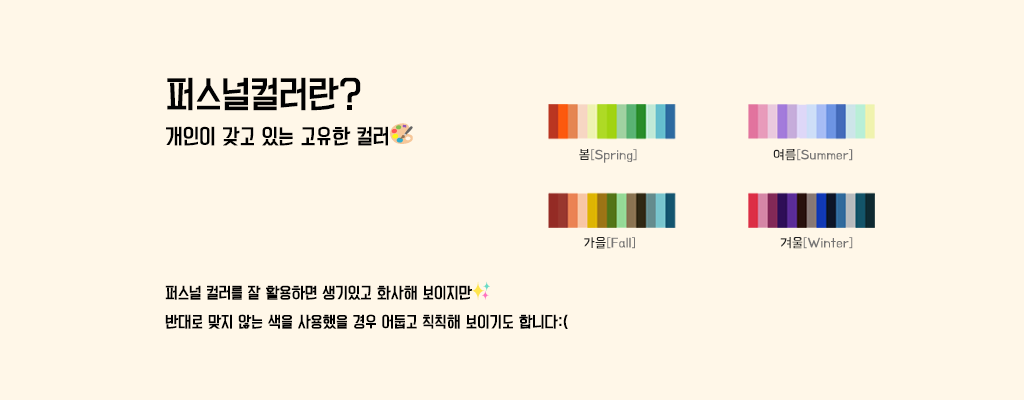 퍼스널컬러란?
개인이 갖고 있는 고유한 컬러🎨
봄[Spring]
여름[Summer]
가을[Fall]
겨울[Winter]
퍼스널 컬러를 잘 활용하면 생기있고 화사해 보이지만✨
반대로 맞지 않는 색을 사용했을 경우 어둡고 칙칙해 보이기도 합니다:(